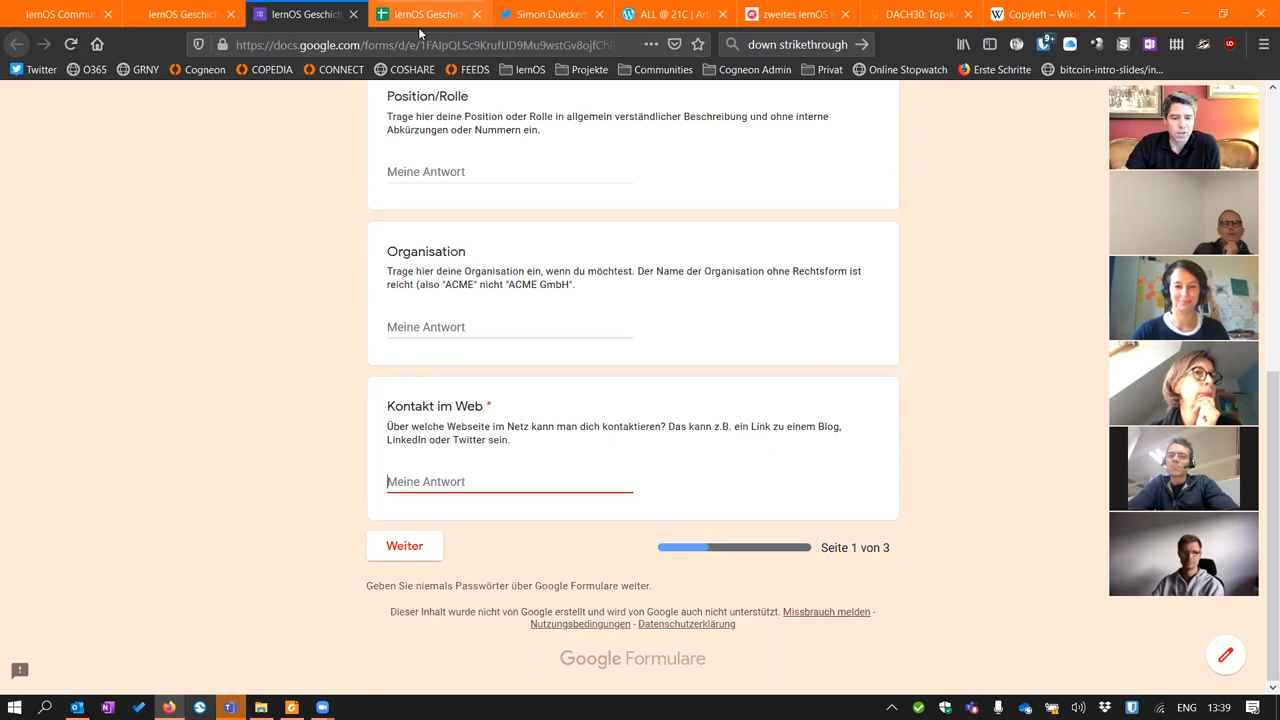 lernOS Commu
lernOS Geschich
lernOS Geschich
lernOS Geschich
Simon Dueckert
ALL @ 21C | Arb
zweites lernOS M
DACH30: Top-K
Copyleft – Wikip
https://docs.google.com/forms/d/e/1FAIpQLSc9KrufUD9Mu9wstGv8ojfCh
down strikethrough
Twitter O365 GRNY Cogneon COPEDIA CONNECT COSHARE FEEDS lernOS Projekte Communities Cogneon Admin Privat Online Stopwatch Erste Schritte bitcoin-intro-slides/in...
Position/Rolle
Trage hier deine Position oder Rolle in allgemein verständlicher Beschreibung und ohne interne
Abkürzungen oder Nummern ein.
Meine Antwort
Organisation
Trage hier deine Organisation ein, wenn du möchtest. Der Name der Organisation ohne Rechtsform ist
reicht (also "ACME" nicht "ACME GmbH".
Meine Antwort
Kontakt im Web *
Über welche Webseite im Netz kann man dich kontaktieren? Das kann z.B. ein Link zu einem Blog,
LinkedIn oder Twitter sein.
Meine Antwort
Weiter
Seite 1 von 3
Geben Sie niemals Passwörter über Google Formulare weiter.
Dieser Inhalt wurde nicht von Google erstellt und wird von Google auch nicht unterstützt. Missbrauch melden -
Nutzungsbedingungen - Datenschutzerklärung
Google Formulare
ENG 13:39